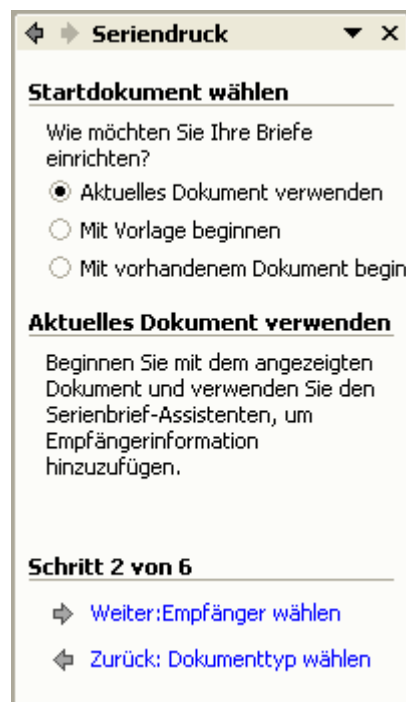 Seriendruck
Startdokument wählen
Wie möchten Sie Ihre Briefe
einrichten?
Aktuelles Dokument verwenden
Mit Vorlage beginnen
Mit vorhandenem Dokument begin
Aktuelles Dokument verwenden
Beginnen Sie mit dem angezeigten
Dokument und verwenden Sie den
Serienbrief-Assistenten, um
Empfängerinformation
hinzuzufügen.
Schritt 2 von 6
Weiter:Empfänger wählen
Zurück: Dokumenttyp wählen